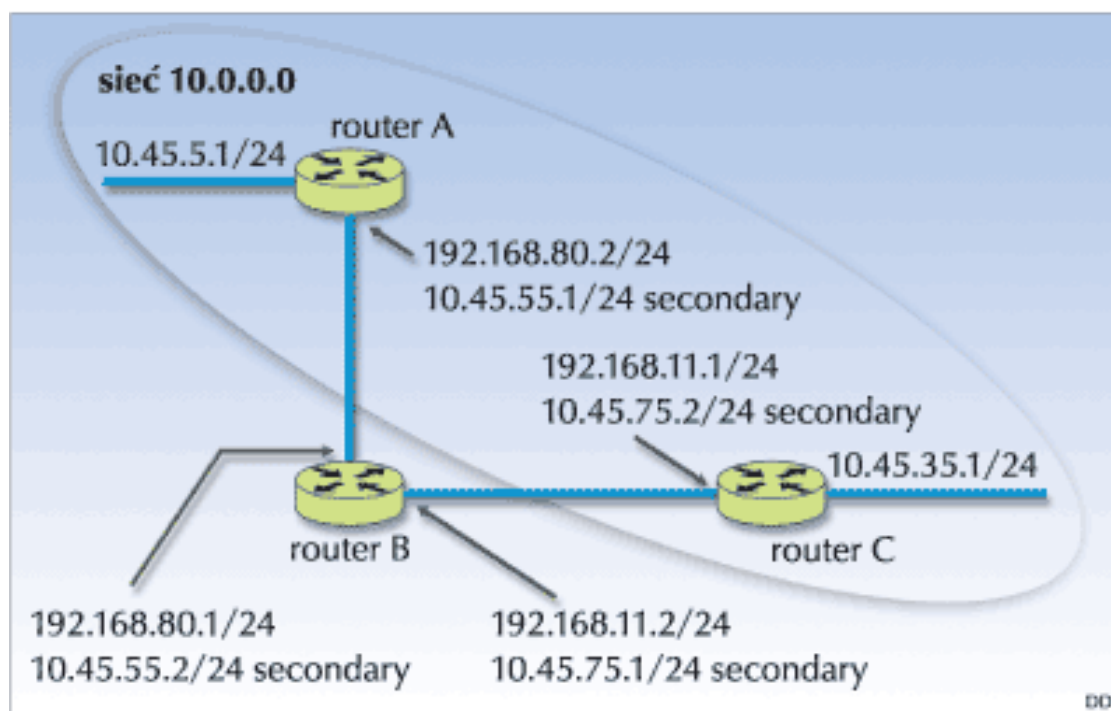 sieć 10.0.0.0
router A
10.45.5.1/24
192.168.80.2/24
10.45.55.1/24 secondary
192.168.11.1/24
10.45.75.2/24 secondary
10.45.35.1/24
router B
router C
192.168.80.1/24
10.45.55.2/24 secondary
192.168.11.2/24
10.45.75.1/24 secondary